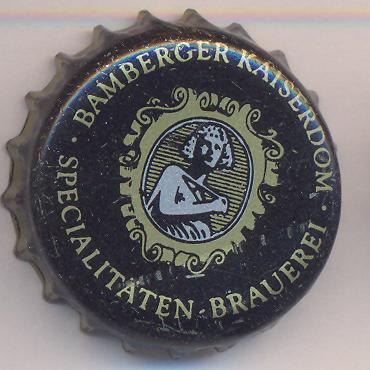 BAMBERGER KAISERDOM ·
SPECIALITÄTEN-BRAUEREI ·